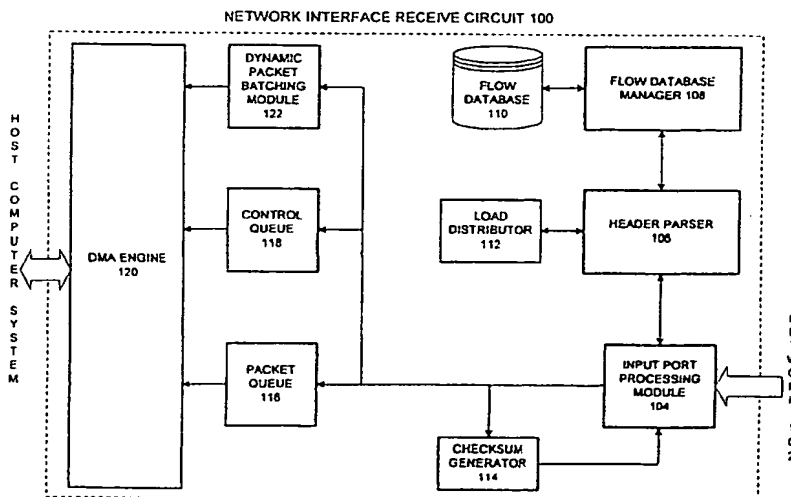 NETWORK INTERFACE RECEIVE CIRCUIT 100
HOST COMPUTER SYSTEM
DMA ENGINE
120
DYNAMIC
PACKET
BATCHING
MODULE
122
CONTROL
QUEUE
118
PACKET
QUEUE
116
FLOW
DATABASE
110
FLOW DATABASE
MANAGER 108
LOAD
DISTRIBUTOR
112
HEADER PARSER
106
INPUT PORT
PROCESSING
MODULE
104
CHECKSUM
GENERATOR
114